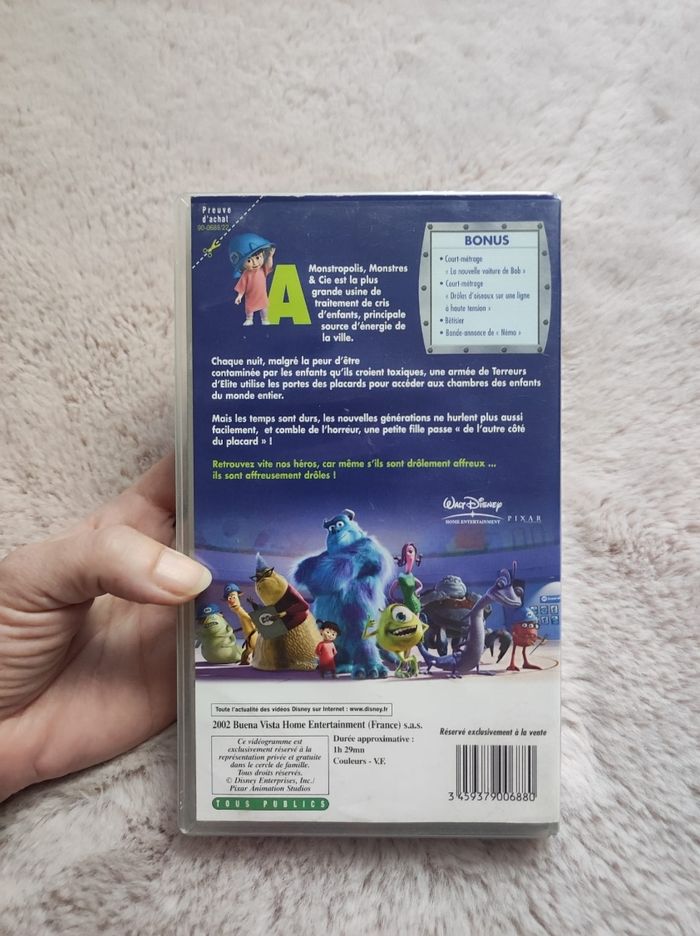 Preuve
d'achat
90-0688/22
BONUS
• Court-métrage
« La nouvelle voiture de Bob »
• Court-métrage
« Drôles d'oiseaux sur une ligne
à haute tension »
• Bêtisier
• Bande-annonce de « Némo »
A Monstropolis, Monstres
& Cie est la plus
grande usine de
traitement de cris
d'enfants, principale
source d'énergie de
la ville.
Chaque nuit, malgré la peur d'être
contaminée par les enfants qu'ils croient toxiques, une armée de Terreurs
d'Elite utilise les portes des placards pour accéder aux chambres des enfants
du monde entier.
Mais les temps sont durs, les nouvelles générations ne hurlent plus aussi
facilement, et comble de l'horreur, une petite fille passe « de l'autre côté
du placard » !
Retrouvez vite nos héros, car même s'ils sont drôlement affreux ...
ils sont affreusement drôles !
WALT DISNEY
HOME ENTERTAINMENT
PIXAR
Toute l'actualité des vidéos Disney sur Internet : www.disney.fr
2002 Buena Vista Home Entertainment (France) s.a.s.
Ce vidéogramme est
exclusivement réservé à la
représentation privée et gratuite
dans le cercle de famille.
Tous droits réservés.
© Disney Enterprises, Inc./
Pixar Animation Studios
Durée approximative :
1h 29mn
Couleurs - V.F.
Réservé exclusivement à la vente
TOUS PUBLICS
3 459379 006880